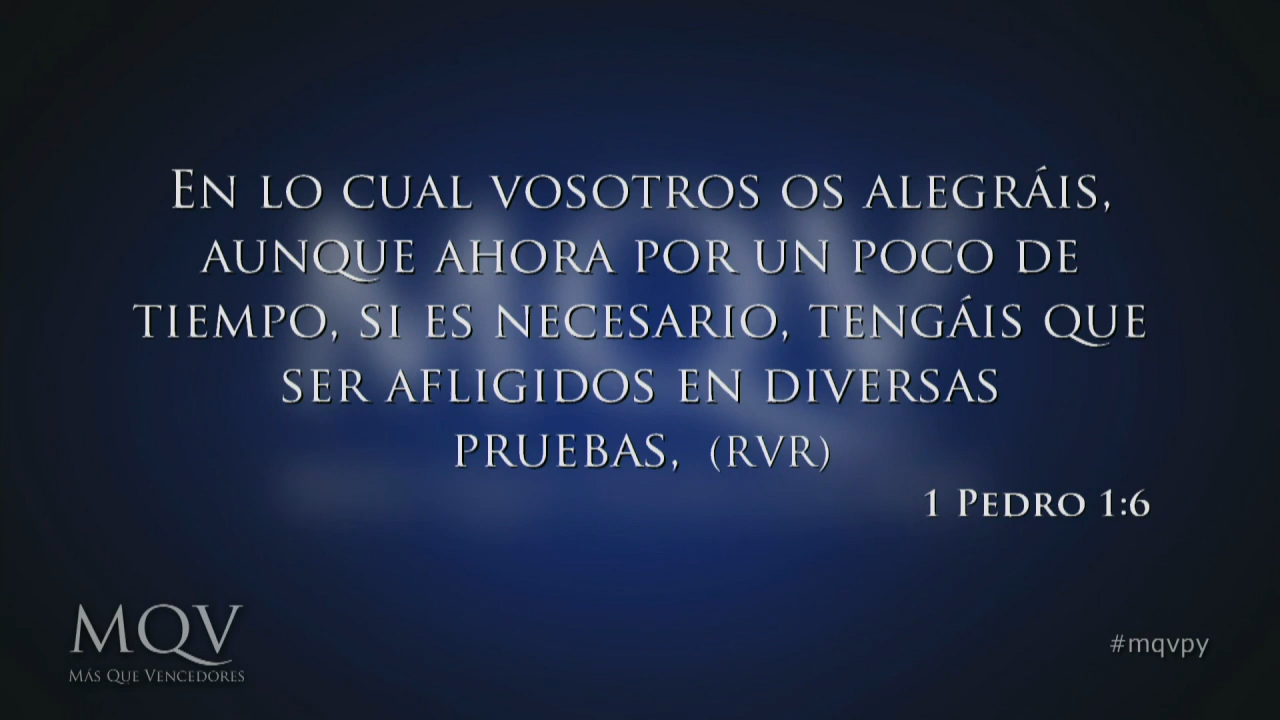 En lo cual vosotros os alegráis,
aunque ahora por un poco de
tiempo, si es necesario, tengáis que
ser afligidos en diversas
pruebas, (RVR)
1 Pedro 1:6
MQV
Más Que Vencedores
#mqvpy